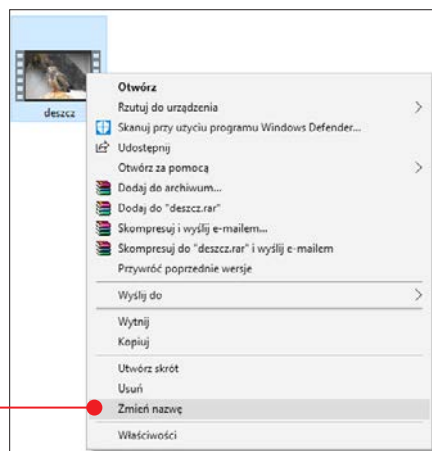 deszcz
Otwórz
Rzutuj do urządzenia
Skanuj przy użyciu programu Windows Defender...
Udostępnij
Otwórz za pomocą
Dodaj do archiwum...
Dodaj do "deszcz.rar"
Skompresuj i wyślij e-mailem...
Skompresuj do "deszcz.rar" i wyślij e-mailem
Przywróć poprzednie wersje
Wyślij do
Wytnij
Kopiuj
Utwórz skrót
Usuń
Zmień nazwę
Właściwości